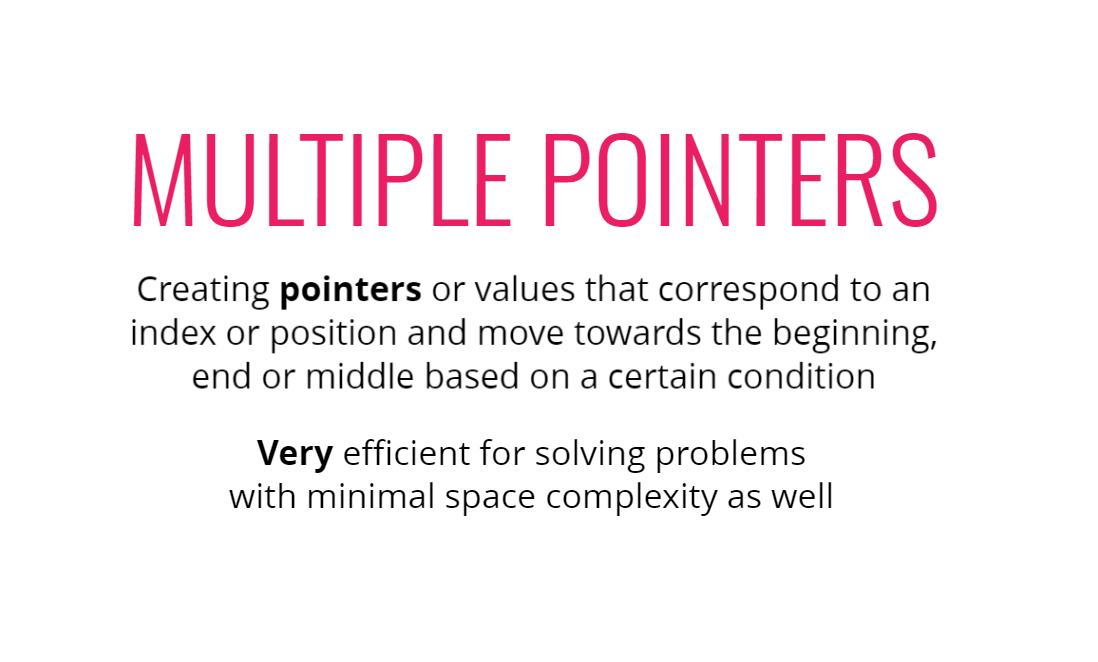 MULTIPLE POINTERS
Creating pointers or values that correspond to an
index or position and move towards the beginning,
end or middle based on a certain condition
Very efficient for solving problems
with minimal space complexity as well